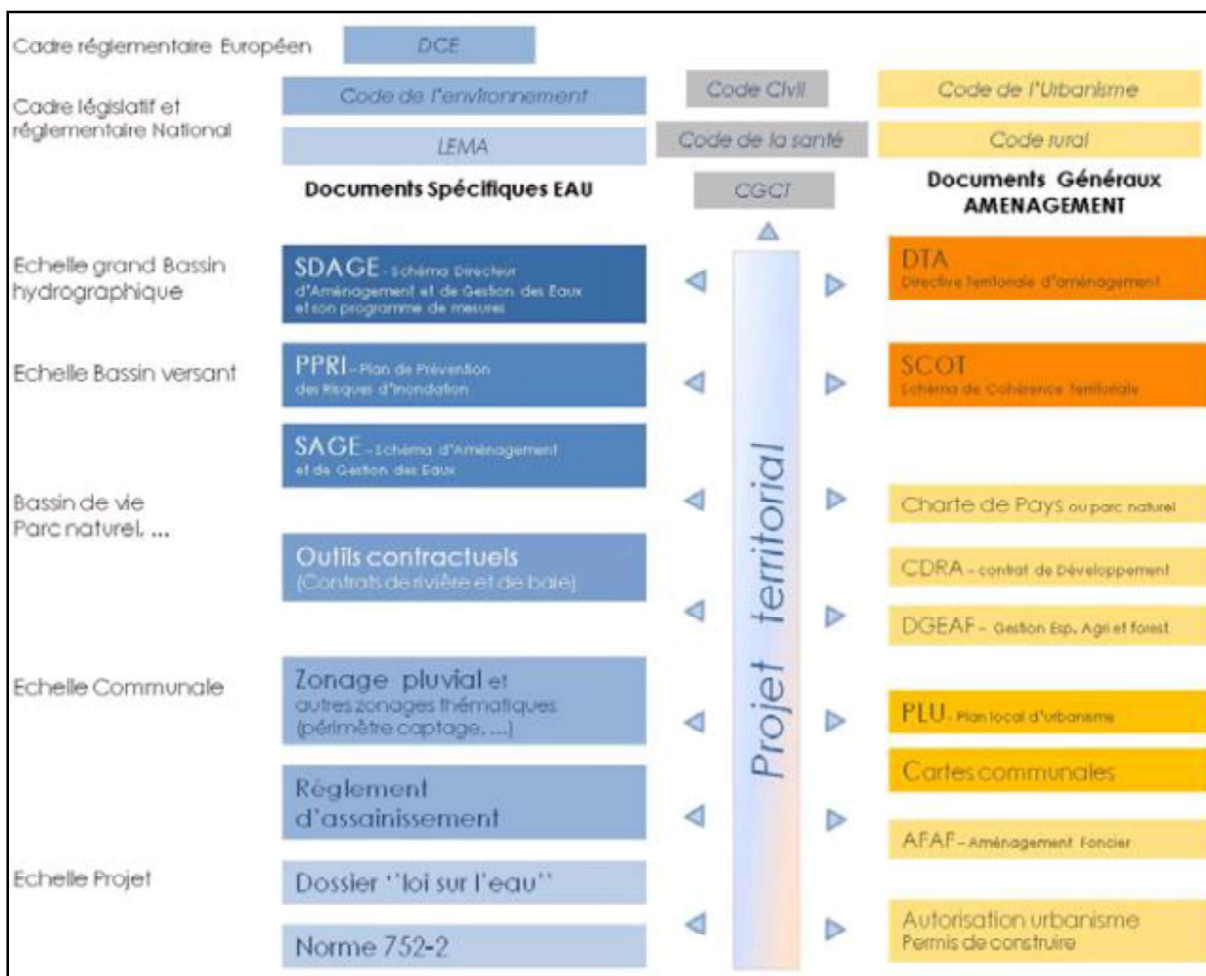 Cadre réglementaire Européen
DCE
Cadre législatif et
réglementaire National
Code de l'environnement
Code Civil
Code de l'Urbanisme
LEMA
Code de la santé
Code rural
Documents Spécifiques EAU
CGCT
Documents Généraux
AMENAGEMENT
Echelle grand Bassin
hydrographique
SDAGE - Schéma Directeur
d'Aménagement et de Gestion des Eaux
et son programme de mesures
DTA
Directive territoriale d'aménagement
Echelle Bassin versant
PPRI – Plan de Prévention
des Risques d'Inondation
SCOT
Schéma de Cohérence Territoriale
SAGE – Schéma d'Aménagement
et de Gestion des Eaux
Projet territorial
Bassin de vie
Parc naturel, ...
Charte de Pays ou parc naturel
Outils contractuels
(Contrats de rivière et de baie)
CDRA – contrat de Développement
DGEAF – Gestion Esp. Agri et forest
Echelle Communale
Zonage pluvial et
autres zonages thématiques
(périmètre captage, ...)
PLU - Plan local d'urbanisme
Cartes communales
Réglement
d'assainissement
AFAF – Aménagement Foncier
Echelle Projet
Dossier ''loi sur l'eau''
Autorisation urbanisme
Permis de construire
Norme 752-2